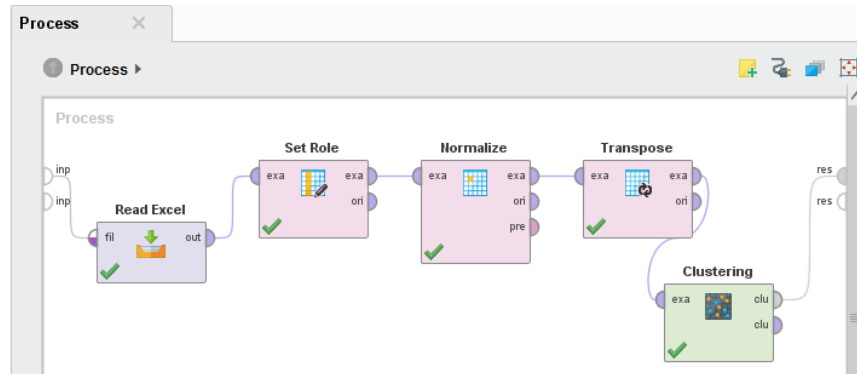 Process
Process
Process
inp
inp
Read Excel
fil
out
Set Role
exa
exa
ori
Normalize
exa
exa
ori
pre
Transpose
exa
exa
ori
Clustering
exa
clu
clu
res
res